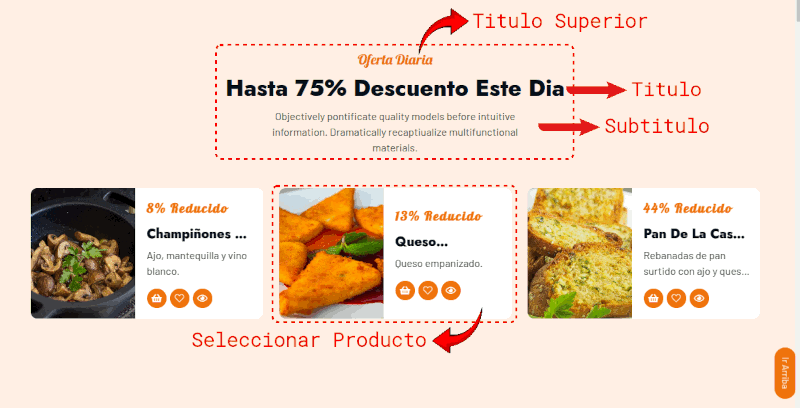 Titulo Superior
Oferta Diaria
Hasta 75% Descuento Este Dia
Titulo
Objectively pontificate quality models before intuitive
information. Dramatically recaptiualize multifunctional
materials.
Subtitulo
8% Reducido
Champiñones ...
Ajo, mantequilla y vino
blanco.
13% Reducido
Queso...
Queso empanizado.
44% Reducido
Pan De La Cas...
Rebanadas de pan
surtido con ajo y ques...
Seleccionar Producto
Ir Arriba